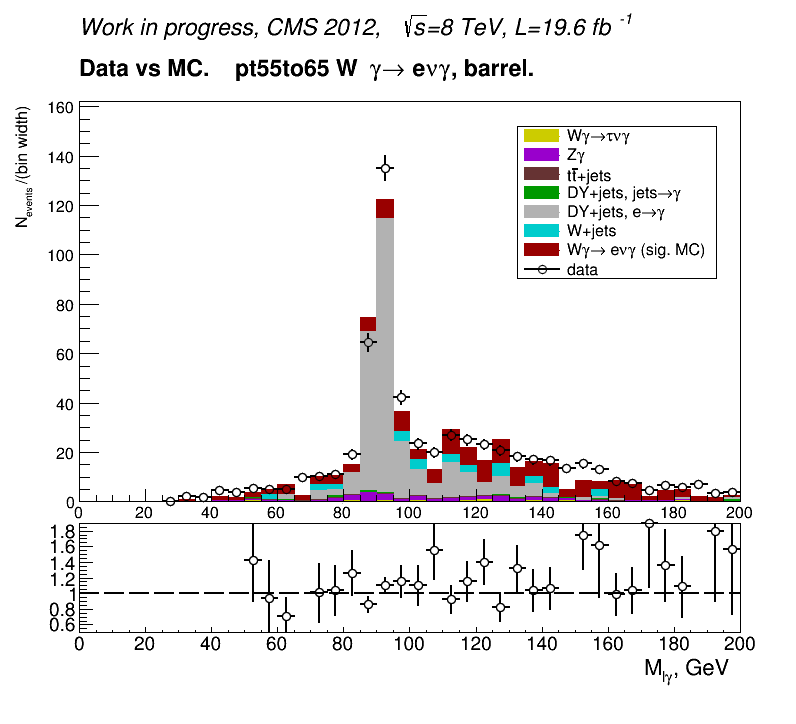 Work in progress, CMS 2012, √s=8 TeV, L=19.6 fb -1
Data vs MC. pt55to65 W γ→ eνγ, barrel.
N events /(bin width)
160
140
120
100
80
60
40
20
0
Wγ→τνγ
Zγ
tt̄+jets
DY+jets, jets→γ
DY+jets, e→γ
W+jets
Wγ→ eνγ (sig. MC)
data
0 20 40 60 80 100 120 140 160 180 200
1.8
1.6
1.4
1.2
1
0.8
0.6
0 20 40 60 80 100 120 140 160 180 200
M lγ, GeV